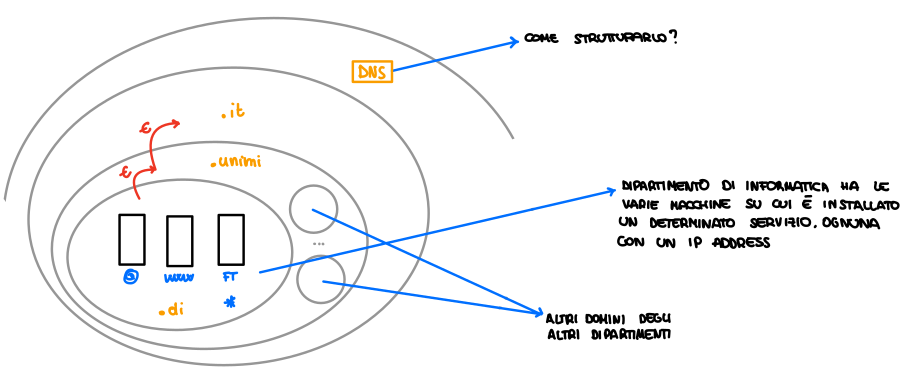 COME STRUTTURARLO?
DNS
.it
€
.unimi
€
DIPARTIMENTO DI INFORMATICA HA LE
VARIE MACCHINE SU CUI È INSTALLATO
UN DETERMINATO SERVIZIO. OGNUNA
CON UN IP ADDRESS
@ www FT
*
.di
ALTRI DOMINI DEGLI
ALTRI DIPARTIMENTI